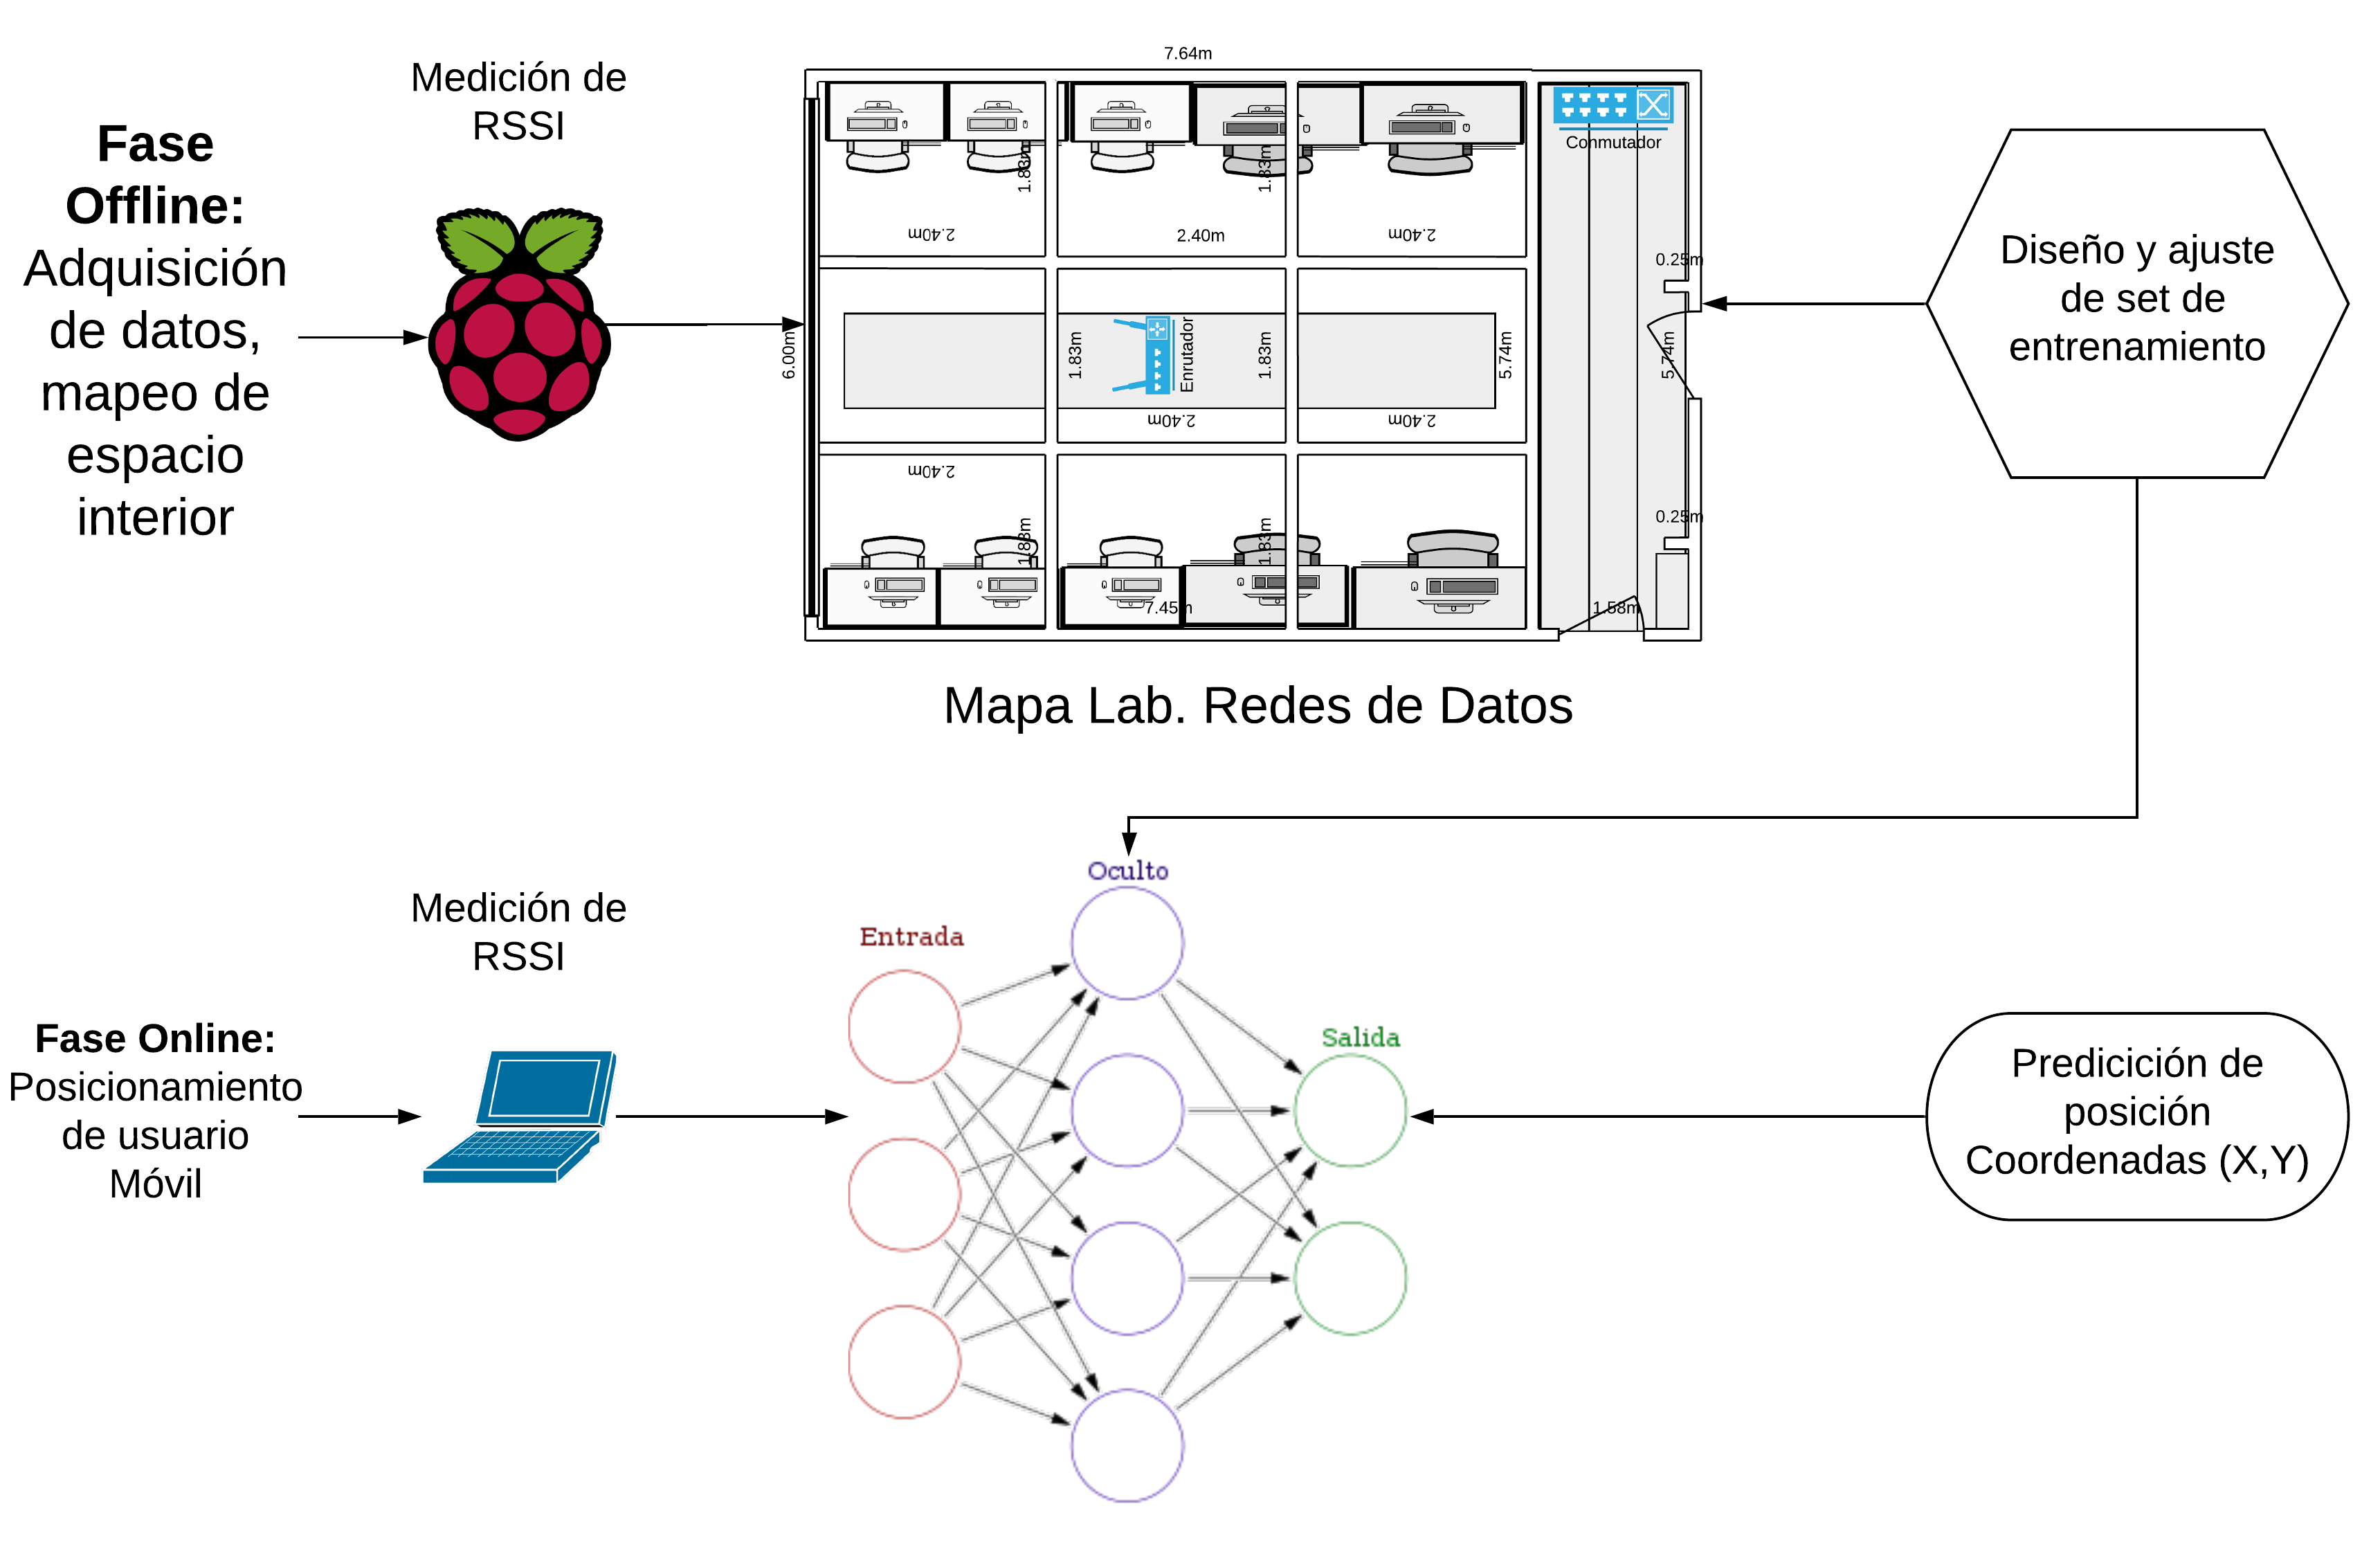 Fase
Offline:
Adquisición
de datos,
mapeo de
espacio
interior
Medición de
RSSI
7.64m
Conmutador
1.83m
1.83m
2.40m
2.40m
2.40m
0.25m
6.00m
1.83m
Enrutador
1.83m
5.74m
5.74m
2.40m
2.40m
2.40m
1.83m
1.83m
0.25m
7.45m
1.58m
Mapa Lab. Redes de Datos
Diseño y ajuste
de set de
entrenamiento
Fase Online:
Posicionamiento
de usuario
Móvil
Medición de
RSSI
Entrada
Oculto
Salida
Predicición de
posición
Coordenadas (X,Y)